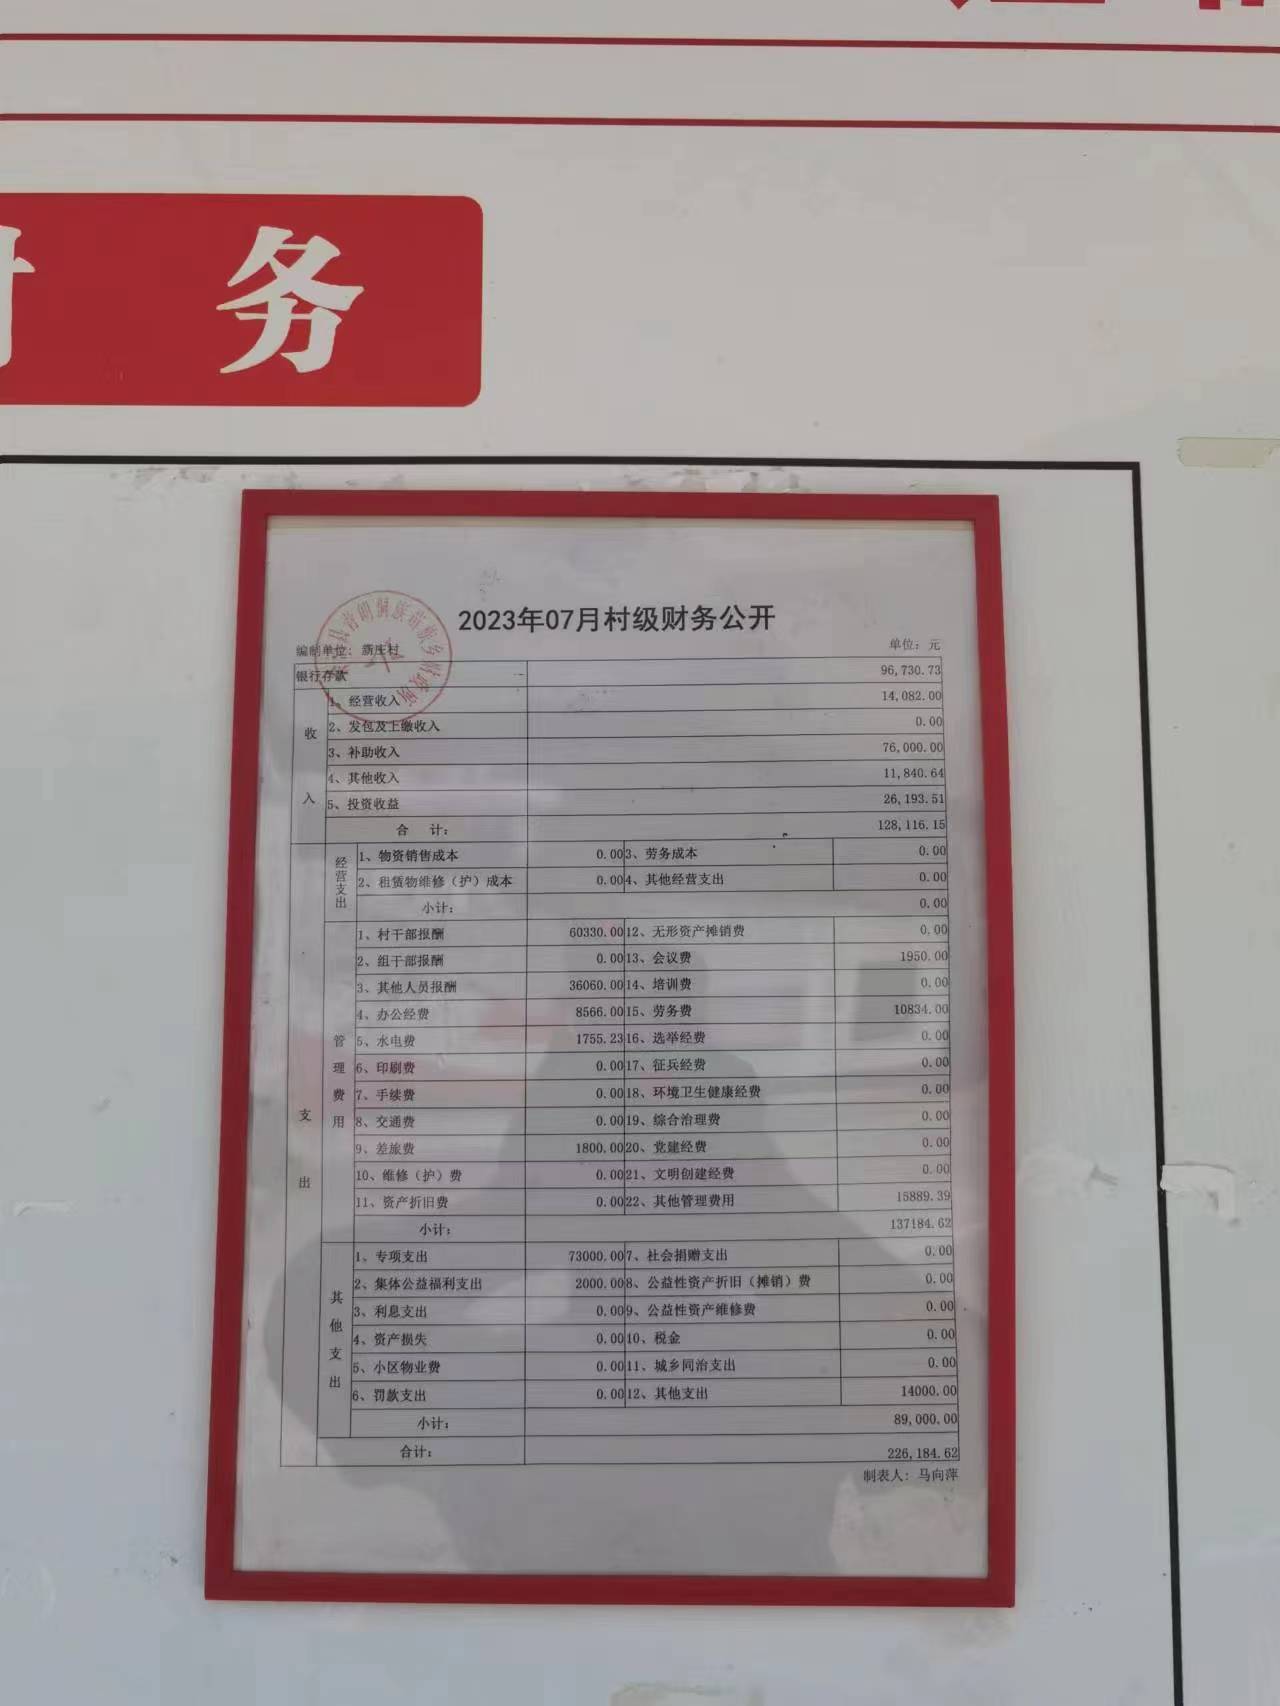 务
2023年07月村级财务公开
编制单位：新庄村 单位：元
银行存款 96,730.73
收入
1、经营收入 14,082.00
2、发包及上缴收入 0.00
3、补助收入 76,000.00
4、其他收入 11,840.64
5、投资收益 26,193.51
合 计： 128,116.15
支出
经营支出
1、物资销售成本 0.00 3、劳务成本 0.00
2、租赁物维修（护）成本 0.00 4、其他经营支出 0.00
小计： 0.00
管理费用
1、村干部报酬 60330.00 12、无形资产摊销费 0.00
2、组干部报酬 0.00 13、会议费 1950.00
3、其他人员报酬 36060.00 14、培训费 0.00
4、办公经费 8566.00 15、劳务费 10834.00
5、水电费 1755.23 16、选举经费 0.00
6、印刷费 0.00 17、征兵经费 0.00
7、手续费 0.00 18、环境卫生健康经费 0.00
8、交通费 0.00 19、综合治理费 0.00
9、差旅费 1800.00 20、党建经费 0.00
10、维修（护）费 0.00 21、文明创建经费 0.00
11、资产折旧费 0.00 22、其他管理费用 15889.39
小计： 137184.62
其他支出
1、专项支出 73000.00 7、社会捐赠支出 0.00
2、集体公益福利支出 2000.00 8、公益性资产折旧（摊销）费 0.00
3、利息支出 0.00 9、公益性资产维修费 0.00
4、资产损失 0.00 10、税金 0.00
5、小区物业费 0.00 11、城乡同治支出 0.00
6、罚款支出 0.00 12、其他支出 14000.00
小计： 89,000.00
合计： 226,184.62
制表人：马向萍